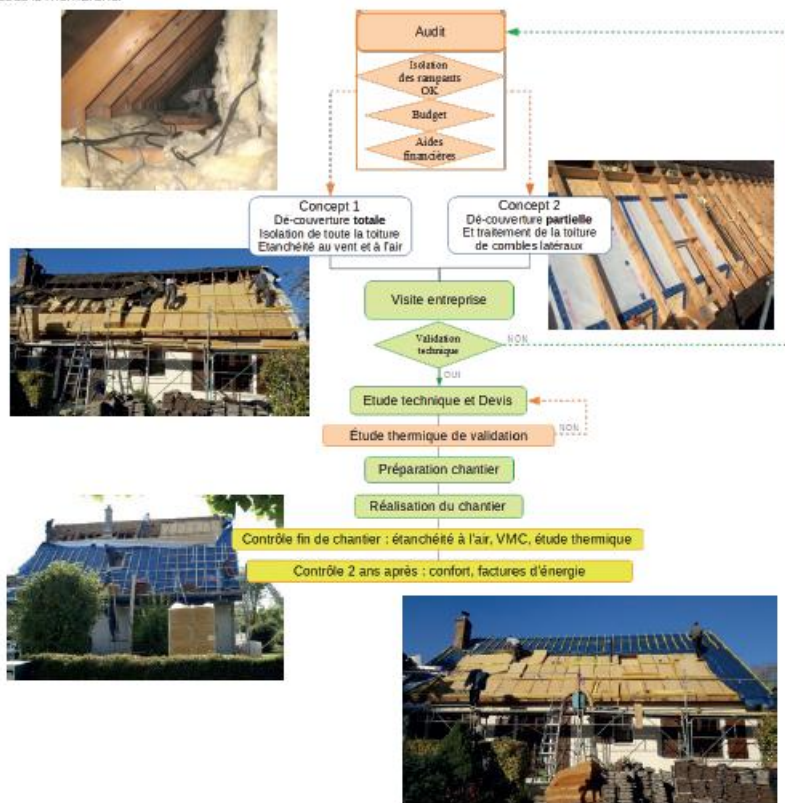 Audit
Isolation
des rampants
OK
Budget
Aides
financières
Concept 1
Dé-couverture totale
Isolation de toute la toiture
Etanchéité au vent et à l'air
Concept 2
Dé-couverture partielle
Et traitement de la toiture
de combles latéraux
Visite entreprise
Validation
technique
NON
OUI
Etude technique et Devis
Étude thermique de validation
NON
Préparation chantier
Réalisation du chantier
Contrôle fin de chantier : étanchéité à l'air, VMC, étude thermique
Contrôle 2 ans après : confort, factures d'énergie